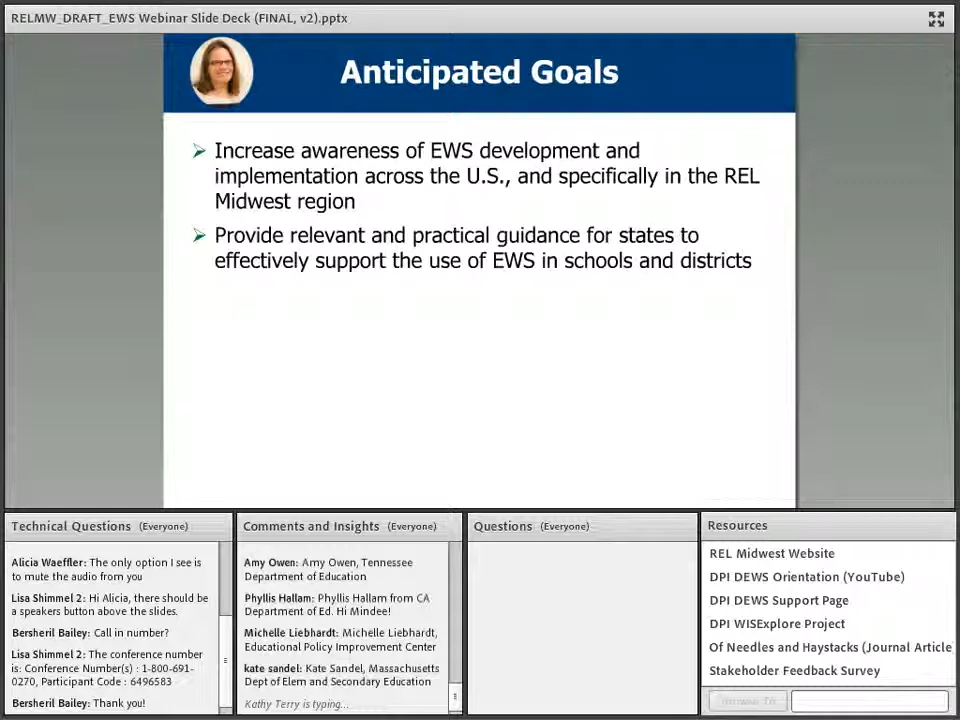 RELMW_DRAFT_EWS Webinar Slide Deck (FINAL, v2).pptx
Anticipated Goals
Increase awareness of EWS development and
implementation across the U.S., and specifically in the REL
Midwest region
Provide relevant and practical guidance for states to
effectively support the use of EWS in schools and districts
Technical Questions (Everyone)
Alicia Waeffler: The only option I see is
to mute the audio from you
Lisa Shimmel 2: Hi Alicia, there should be
a speakers button above the slides.
Bersheril Bailey: Call in number?
Lisa Shimmel 2: The conference number
is: Conference Number(s) : 1-800-691-
0270, Participant Code : 6496583
Bersheril Bailey: Thank you!
Comments and Insights (Everyone)
Amy Owen: Amy Owen, Tennessee
Department of Education
Phyllis Hallam: Phyllis Hallam from CA
Department of Ed. Hi Mindee!
Michelle Liebhardt: Michelle Liebhardt,
Educational Policy Improvement Center
kate sandel: Kate Sandel, Massachusetts
Dept of Elem and Secondary Education
Kathy Terry is typing...
Questions (Everyone)
Resources
REL Midwest Website
DPI DEWS Orientation (YouTube)
DPI DEWS Support Page
DPI WISExplore Project
Of Needles and Haystacks (Journal Article
Stakeholder Feedback Survey
Browse To